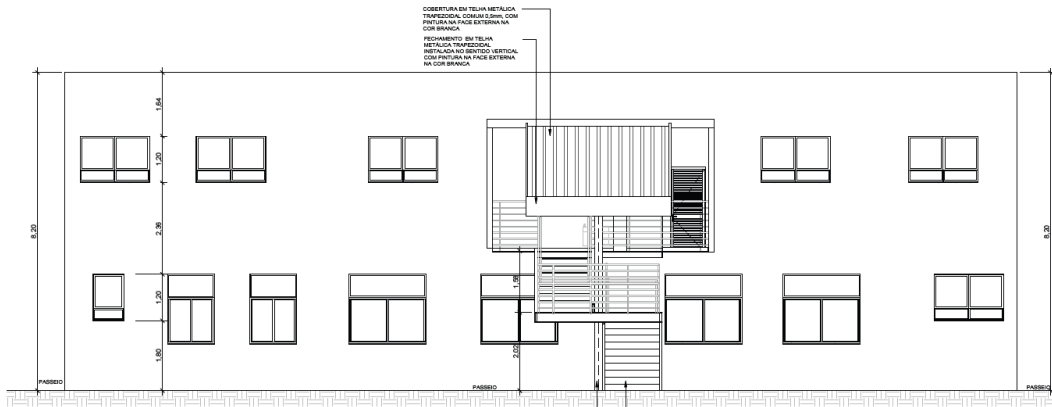 COBERTURA EM TELHA METÁLICA
TRAPEZOIDAL COMUM 0,5mm, COM
PINTURA NA FACE EXTERNA NA
COR BRANCA
FECHAMENTO EM TELHA
METÁLICA TRAPEZOIDAL
INSTALADA NO SENTIDO VERTICAL
COM PINTURA NA FACE EXTERNA
NA COR BRANCA
1,64
1,20
8,20
2,36
8,20
1,20
1,58
1,80
2,02
PASSEIO
PASSEIO
PASSEIO